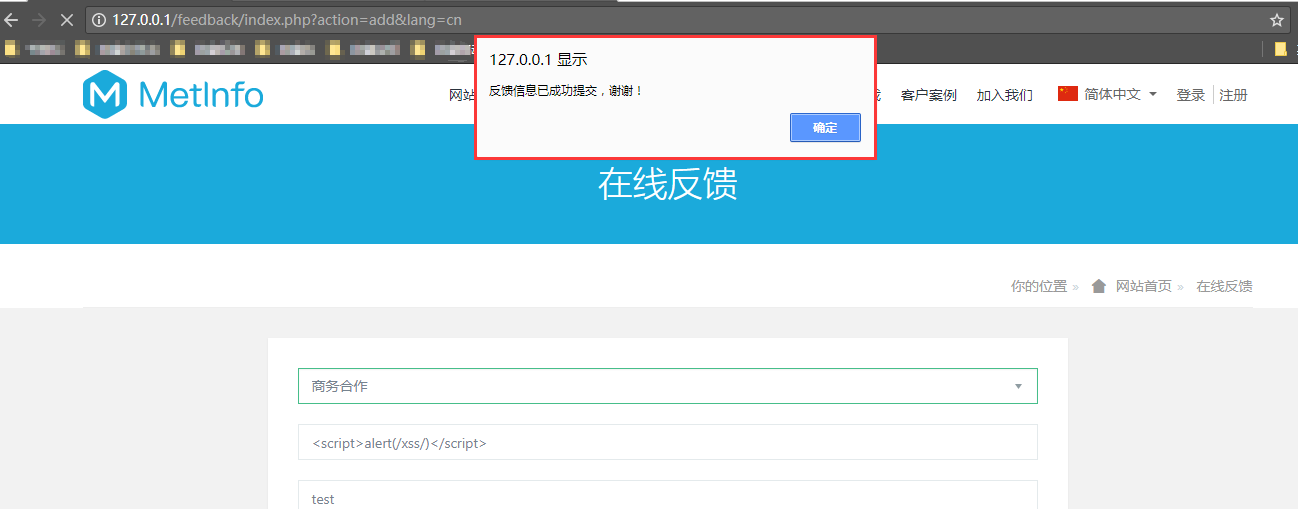 127.0.0.1/feedback/index.php?action=add&lang=cn
127.0.0.1 显示
反馈信息已成功提交，谢谢！
确定
MetInfo
网站
客户案例
加入我们
简体中文
登录
注册
在线反馈
你的位置 » 网站首页 » 在线反馈
商务合作
<script>alert(/xss/)</script>
test